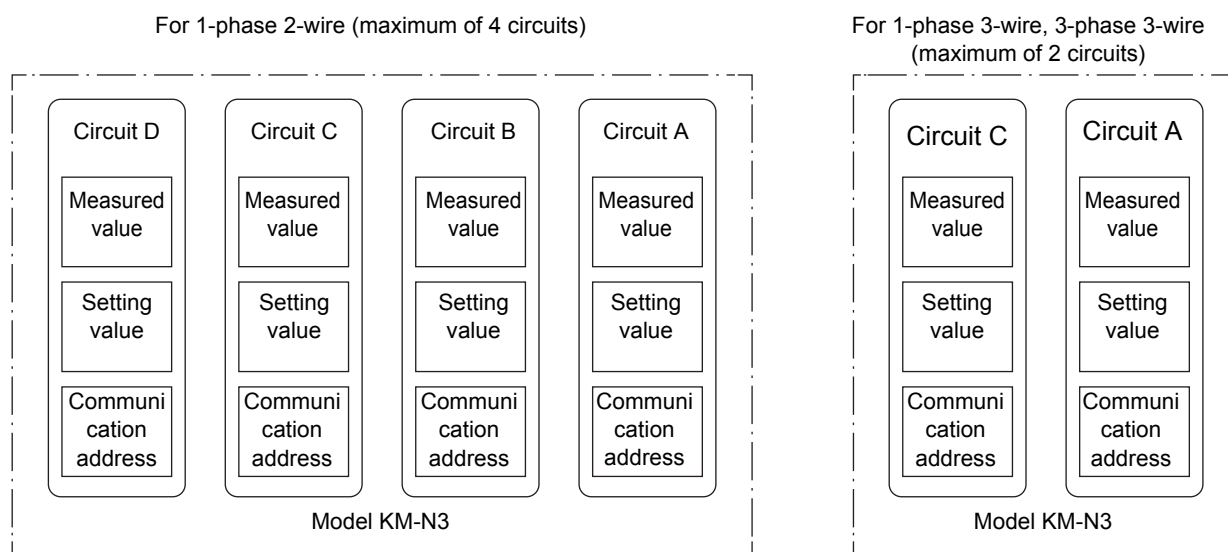 For 1-phase 2-wire (maximum of 4 circuits)
Circuit D
Measured
value
Setting
value
Communi
cation
address
Circuit C
Measured
value
Setting
value
Communi
cation
address
Circuit B
Measured
value
Setting
value
Communi
cation
address
Circuit A
Measured
value
Setting
value
Communi
cation
address
Model KM-N3
For 1-phase 3-wire, 3-phase 3-wire
(maximum of 2 circuits)
Circuit C
Measured
value
Setting
value
Communi
cation
address
Circuit A
Measured
value
Setting
value
Communi
cation
address
Model KM-N3